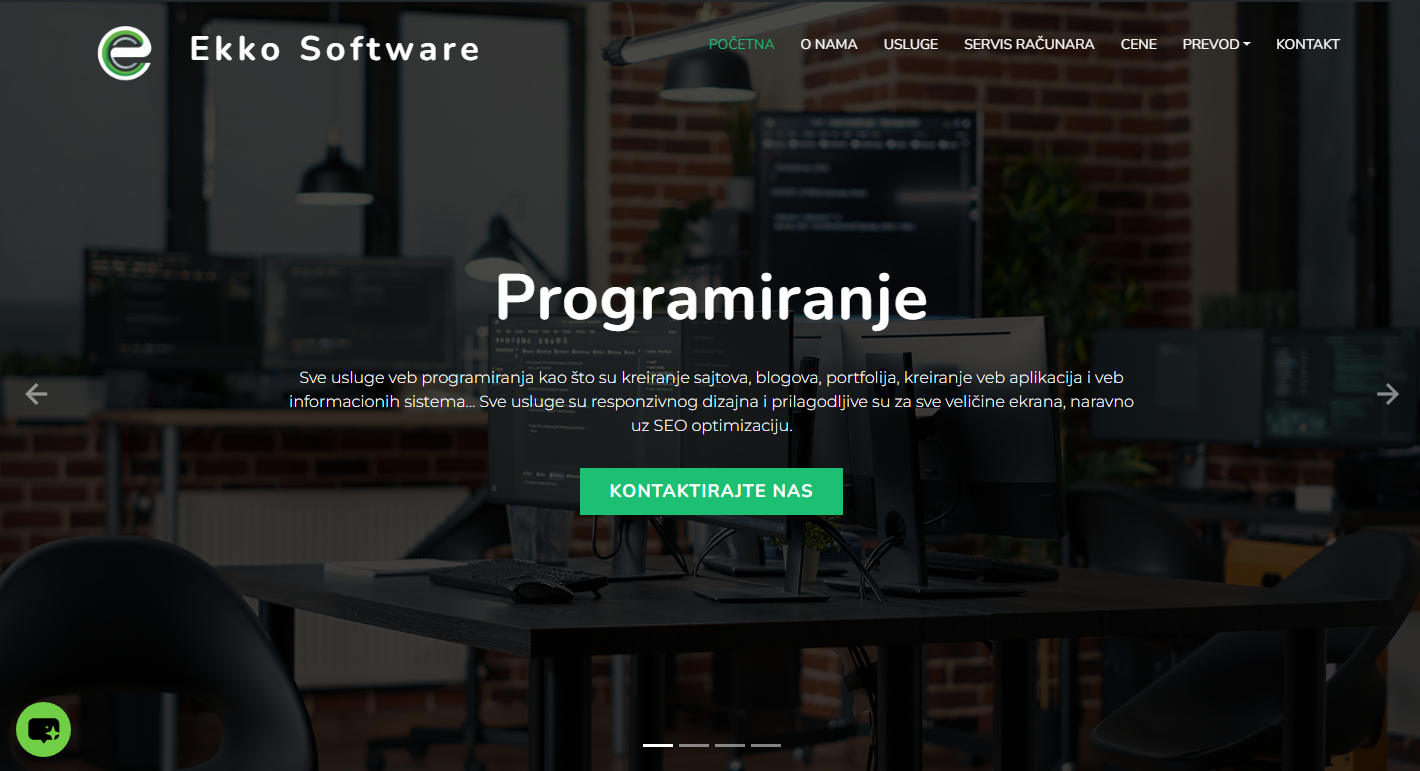 Ekko Software
POČETNA O NAMA USLUGE SERVIS RAČUNARA CENE PREVOD KONTAKT
Programiranje
Sve usluge veb programiranja kao što su kreiranje sajtova, blogova, portfolija, kreiranje veb aplikacija i veb
informacionih sistema... Sve usluge su responzivnog dizajna i prilagodljive su za sve veličine ekrana, naravno
uz SEO optimizaciju.
KONTAKTIRAJTE NAS